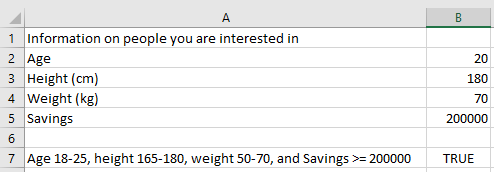 A B
1 Information on people you are interested in
2 Age 20
3 Height (cm) 180
4 Weight (kg) 70
5 Savings 200000
6
7 Age 18-25, height 165-180, weight 50-70, and Savings >= 200000 TRUE